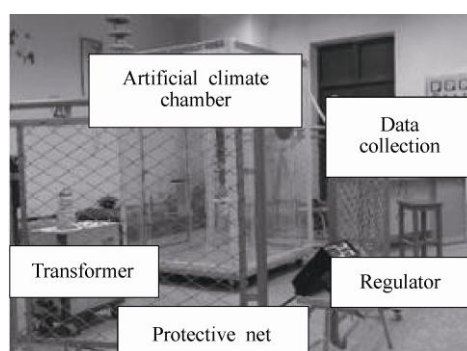 Artificial climate
chamber
Data
collection
Transformer
Regulator
Protective net